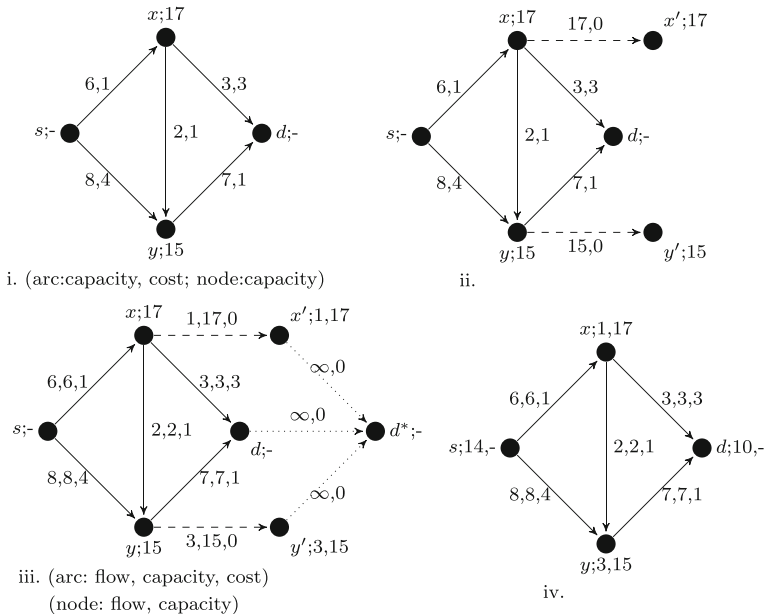 x;17
6,1
3,3
s;-
2,1
d;-
8,4
7,1
y;15
i. (arc:capacity, cost; node:capacity)
x;17
17,0
x′;17
6,1
3,3
s;-
2,1
d;-
8,4
7,1
y;15
15,0
y′;15
ii.
x;17
1,17,0
x′;1,17
6,6,1
3,3,3
∞,0
s;-
2,2,1
∞,0
d;-
d*;-
8,8,4
7,7,1
∞,0
y;15
3,15,0
y′;3,15
iii. (arc: flow, capacity, cost)
(node: flow, capacity)
x;1,17
6,6,1
3,3,3
s;14,-
2,2,1
d;10,-
8,8,4
7,7,1
y;3,15
iv.